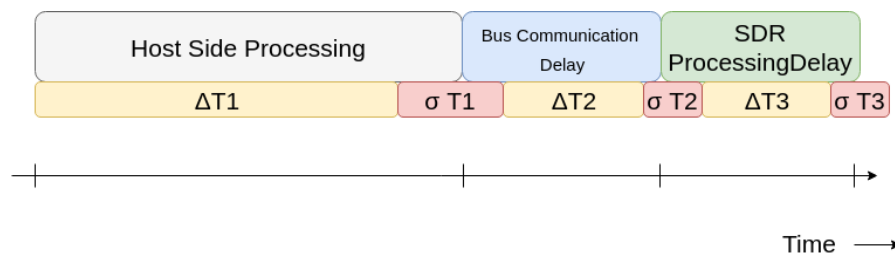 Host Side Processing
Bus Communication
Delay
SDR
ProcessingDelay
ΔT1
σ T1
ΔT2
σ T2
ΔT3
σ T3
Time